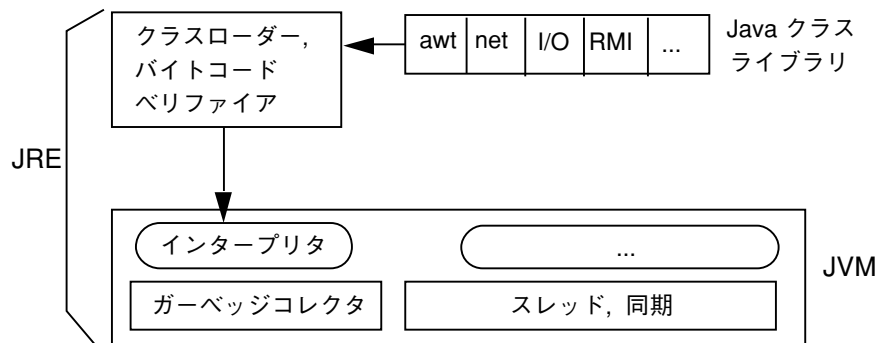 クラスローダー,
バイトコード
ベリファイア
awt net I/O RMI ...
Java クラス
ライブラリ
JRE
インタープリタ
...
JVM
ガーベッジコレクタ
スレッド, 同期